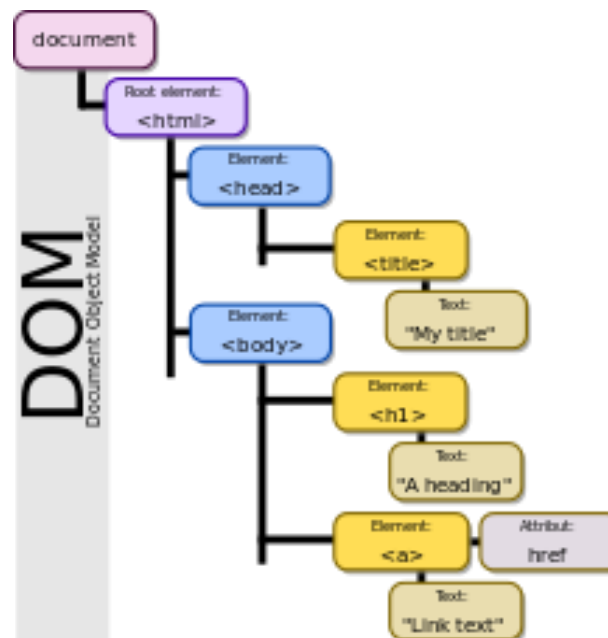 document
Root element:
<html>
Element:
<head>
Element:
<title>
Text:
"My title"
Element:
<body>
Element:
<h1>
Text:
"A heading"
Element:
<a>
Attribut:
href
Text:
"Link text"
DOM
Document Object Model